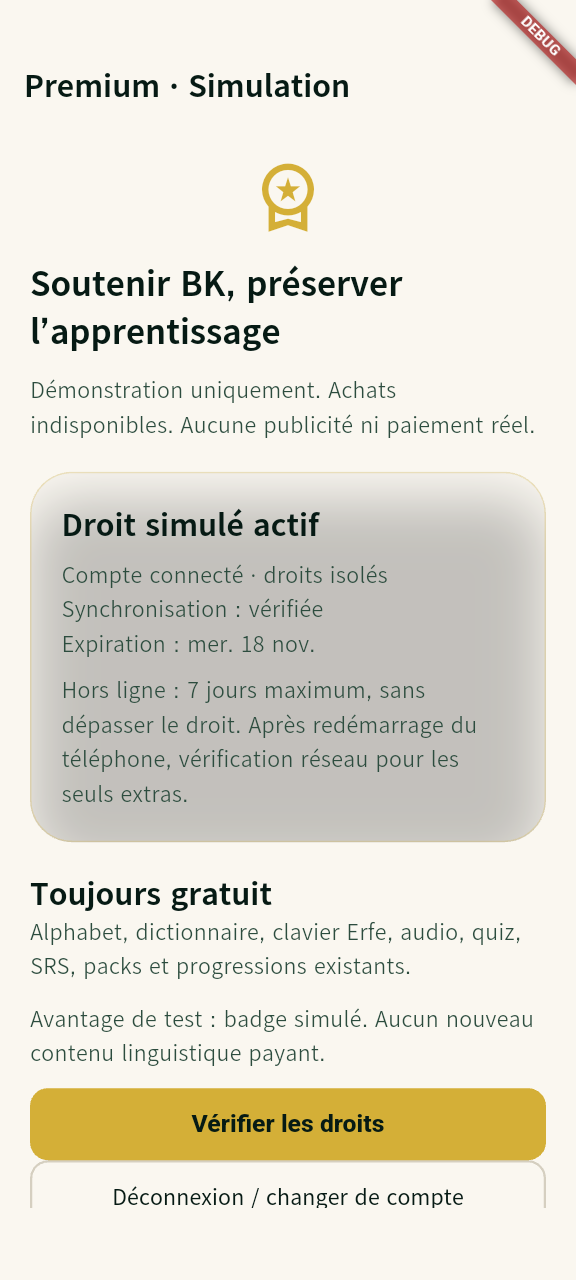 DEBUG
Premium · Simulation
Soutenir BK, préserver
l’apprentissage
Démonstration uniquement. Achats
indisponibles. Aucune publicité ni paiement réel.
Droit simulé actif
Compte connecté · droits isolés
Synchronisation : vérifiée
Expiration : mer. 18 nov.
Hors ligne : 7 jours maximum, sans
dépasser le droit. Après redémarrage du
téléphone, vérification réseau pour les
seuls extras.
Toujours gratuit
Alphabet, dictionnaire, clavier Erfe, audio, quiz,
SRS, packs et progressions existants.
Avantage de test : badge simulé. Aucun nouveau
contenu linguistique payant.
Vérifier les droits
Déconnexion / changer de compte